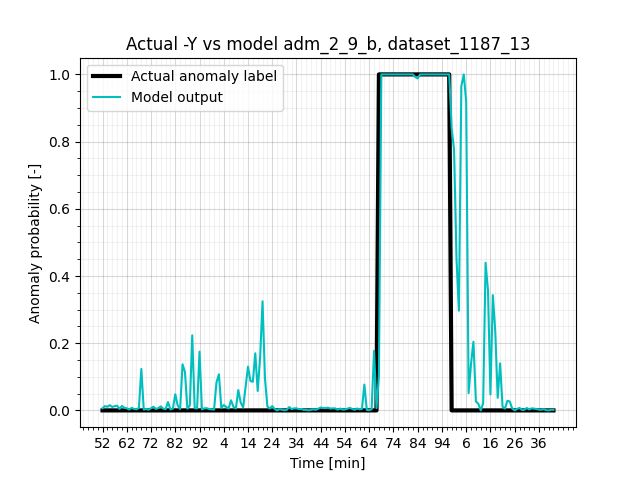 Actual -Y vs model adm_2_9_b, dataset_1187_13
Actual anomaly label
Model output
Anomaly probability [-]
1.0
0.8
0.6
0.4
0.2
0.0
52 62 72 82 92 4 14 24 34 44 54 64 74 84 94 6 16 26 36
Time [min]